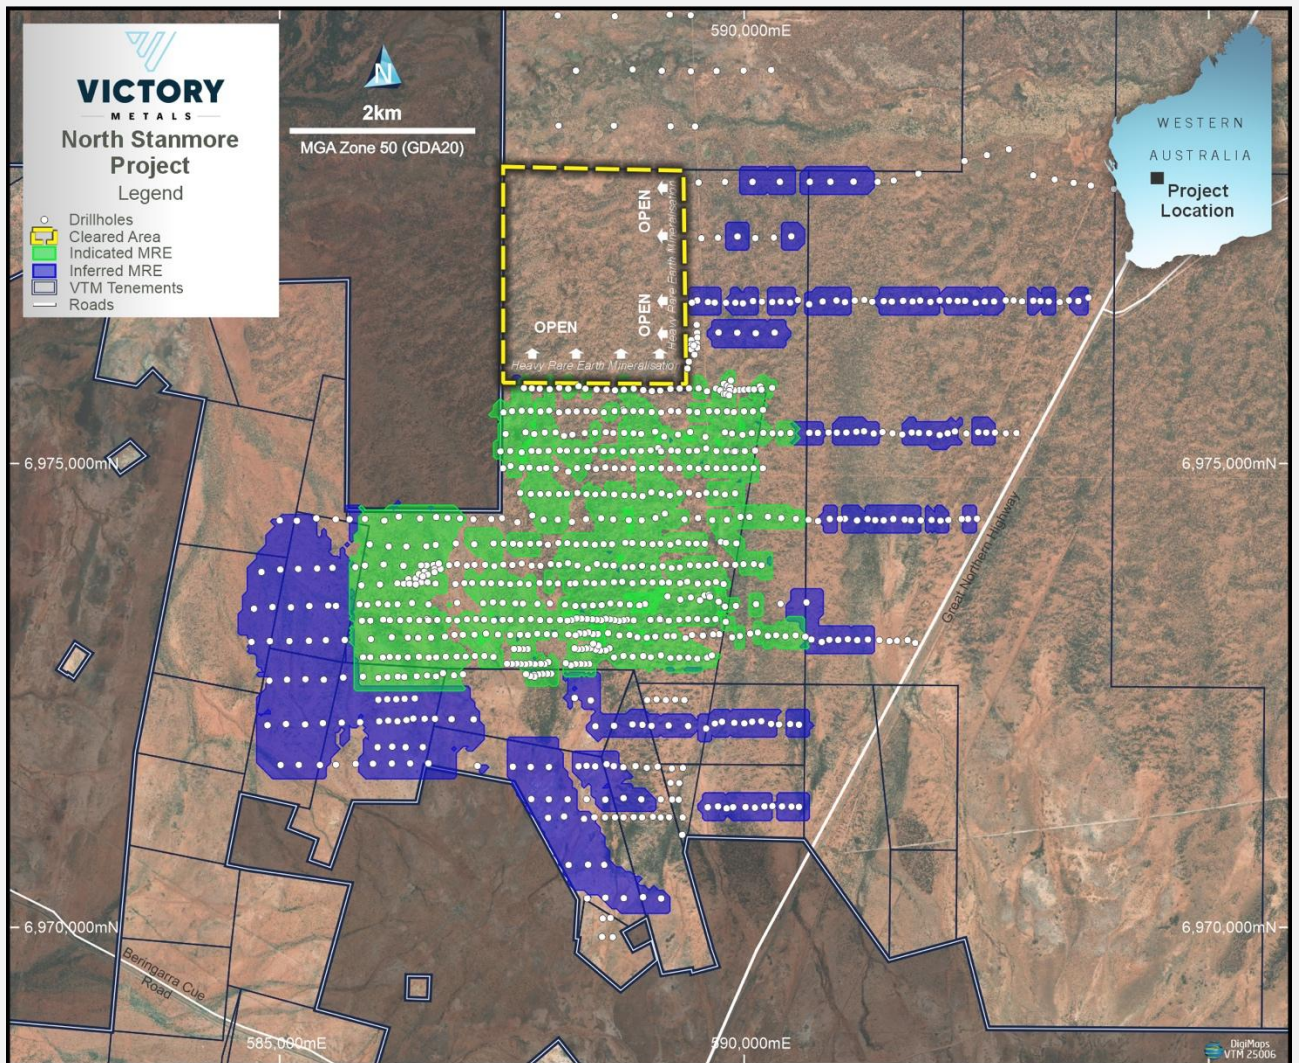 VICTORY
METALS
North Stanmore
Project
Legend
Drillholes
Cleared Area
Indicated MRE
Inferred MRE
VTM Tenements
Roads
N
2km
MGA Zone 50 (GDA20)
590,000mE
WESTERN
AUSTRALIA
Project
Location
OPEN
Heavy Rare Earth Mineralisation
OPEN
OPEN
Heavy Rare Earth Mineralisation
6,975,000mN
6,975,000mN
Great Northern Highway
6,970,000mN
6,970,000mN
Beringarra Cue
Road
585,000mE
590,000mE
DigiMaps
VTM 25006